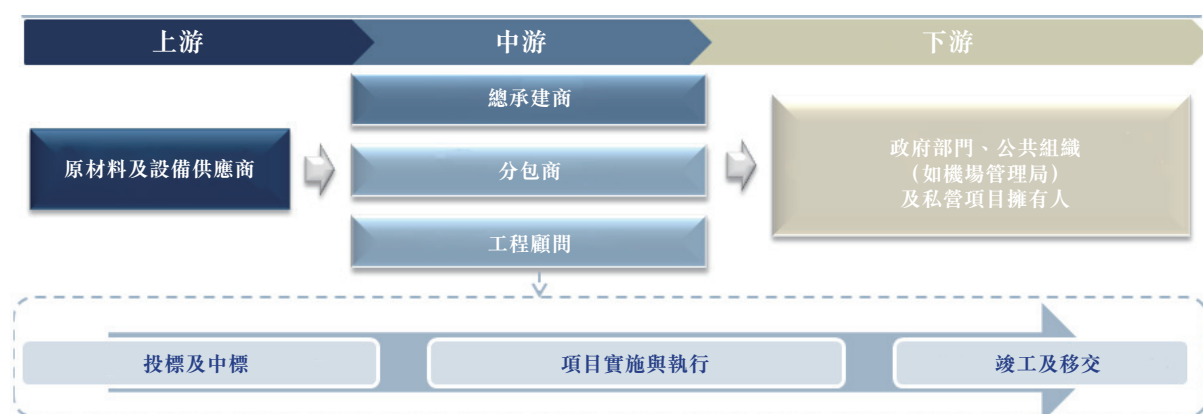 上游
中游
下游
總承建商
原材料及設備供應商
分包商
工程顧問
政府部門、公共組織
（如機場管理局）
及私營項目擁有人
投標及中標
項目實施與執行
竣工及移交